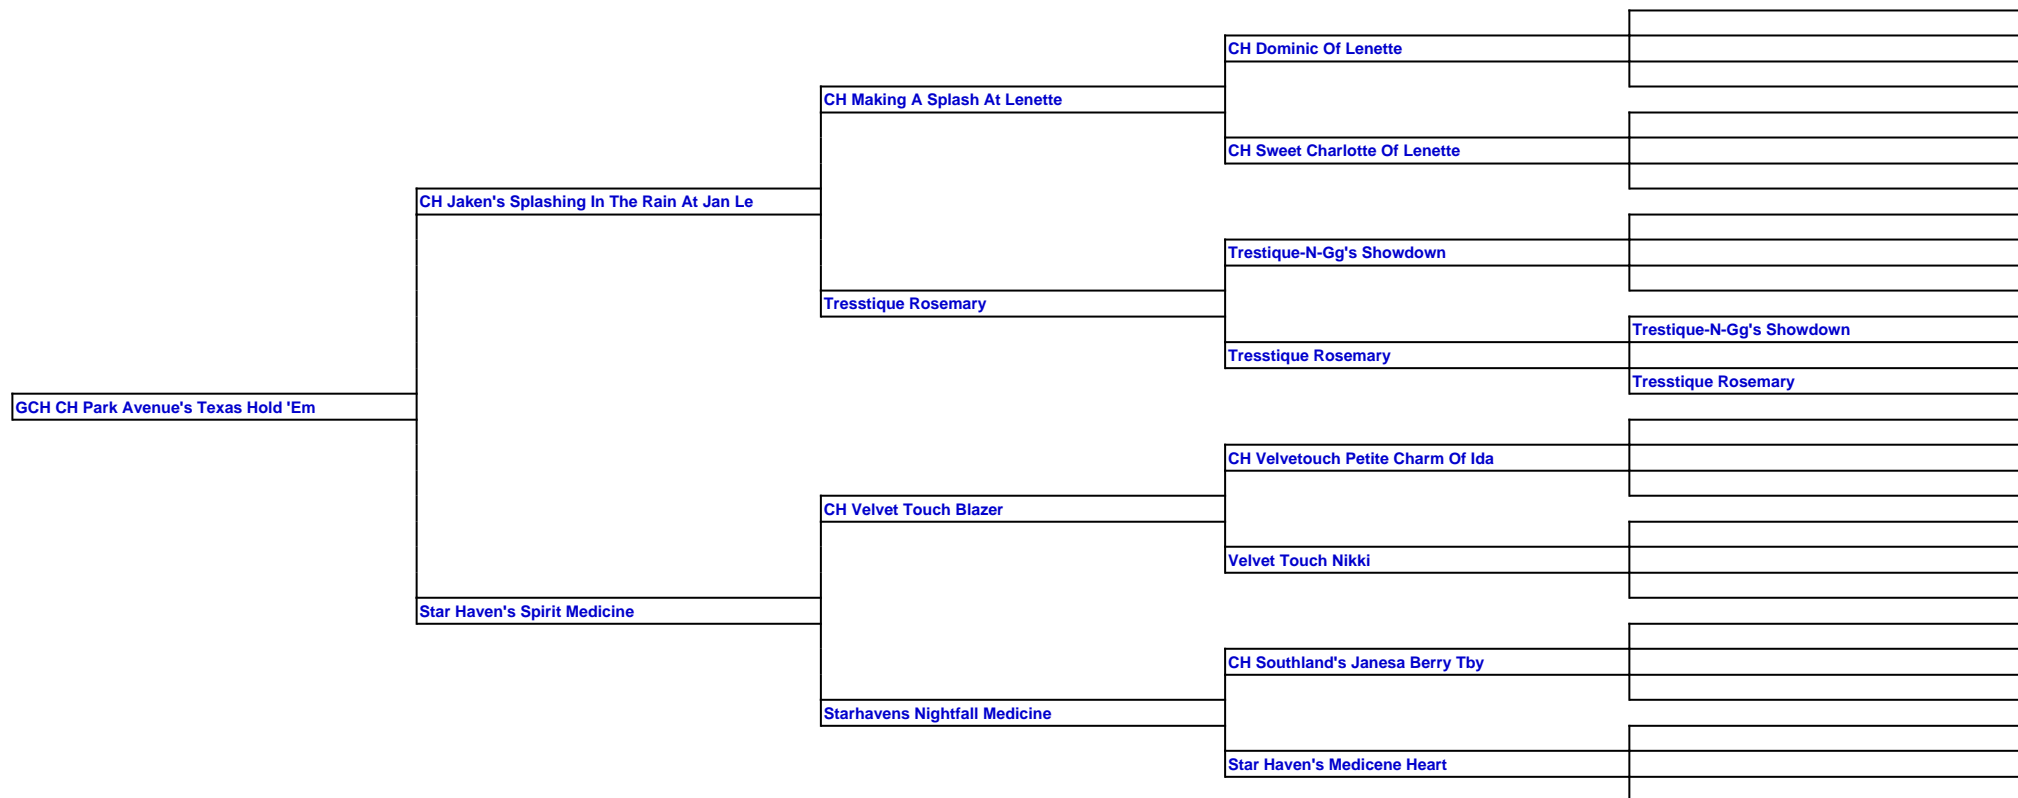 CH Dominic Of Lenette
CH Making A Splash At Lenette
CH Sweet Charlotte Of Lenette
CH Jaken's Splashing In The Rain At Jan Le
Trestique-N-Gg's Showdown
Tresstique Rosemary
Trestique-N-Gg's Showdown
Tresstique Rosemary
Tresstique Rosemary
GCH CH Park Avenue's Texas Hold 'Em
CH Velvetouch Petite Charm Of Ida
CH Velvet Touch Blazer
Velvet Touch Nikki
Star Haven's Spirit Medicine
CH Southland's Janesa Berry Tby
Starhavens Nightfall Medicine
Star Haven's Medicene Heart